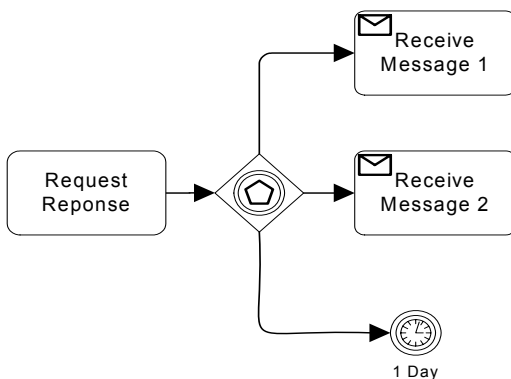 Receive
Message 1
Request
Reponse
Receive
Message 2
1 Day